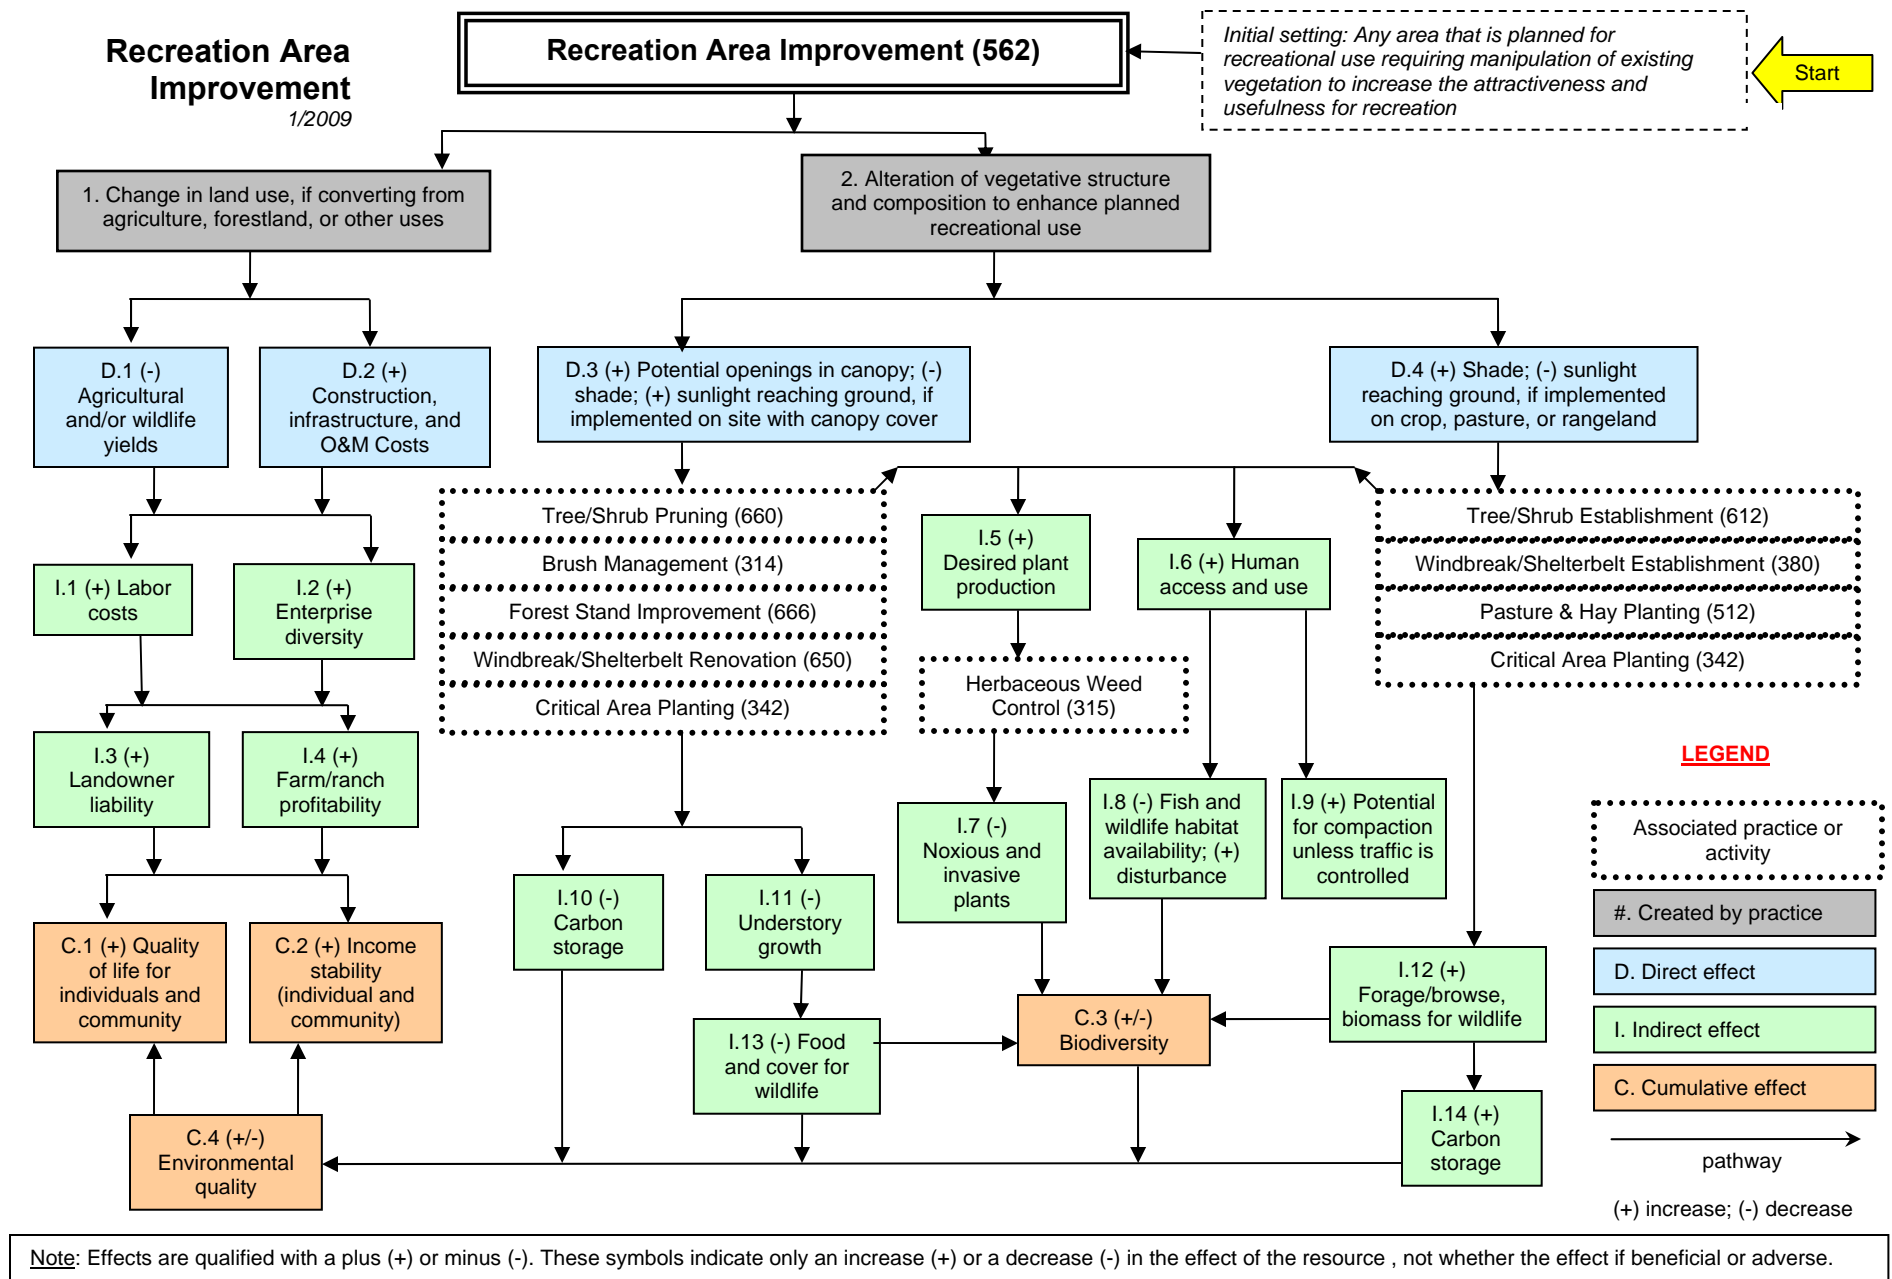 Recreation Area
Improvement
1/2009
Recreation Area Improvement (562)
Initial setting: Any area that is planned for
recreational use requiring manipulation of existing
vegetation to increase the attractiveness and
usefulness for recreation
Start
1. Change in land use, if converting from
agriculture, forestland, or other uses
2. Alteration of vegetative structure
and composition to enhance planned
recreational use
D.1 (-)
Agricultural
and/or wildlife
yields
D.2 (+)
Construction,
infrastructure, and
O&M Costs
D.3 (+) Potential openings in canopy; (-)
shade; (+) sunlight reaching ground, if
implemented on site with canopy cover
D.4 (+) Shade; (-) sunlight
reaching ground, if implemented
on crop, pasture, or rangeland
I.1 (+) Labor
costs
I.2 (+)
Enterprise
diversity
Tree/Shrub Pruning (660)
Brush Management (314)
Forest Stand Improvement (666)
Windbreak/Shelterbelt Renovation (650)
Critical Area Planting (342)
I.5 (+)
Desired plant
production
I.6 (+) Human
access and use
Tree/Shrub Establishment (612)
Windbreak/Shelterbelt Establishment (380)
Pasture & Hay Planting (512)
Critical Area Planting (342)
Herbaceous Weed
Control (315)
I.3 (+)
Landowner
liability
I.4 (+)
Farm/ranch
profitability
I.7 (-)
Noxious and
invasive
plants
I.8 (-) Fish and
wildlife habitat
availability; (+)
disturbance
I.9 (+) Potential
for compaction
unless traffic is
controlled
I.10 (-)
Carbon
storage
I.11 (-)
Understory
growth
C.1 (+) Quality
of life for
individuals and
community
C.2 (+) Income
stability
(individual and
community)
I.12 (+)
Forage/browse,
biomass for wildlife
I.13 (-) Food
and cover for
wildlife
C.3 (+/-)
Biodiversity
C.4 (+/-)
Environmental
quality
I.14 (+)
Carbon
storage
LEGEND
Associated practice or
activity
#. Created by practice
D. Direct effect
I. Indirect effect
C. Cumulative effect
pathway
(+) increase; (-) decrease
Note: Effects are qualified with a plus (+) or minus (-). These symbols indicate only an increase (+) or a decrease (-) in the effect of the resource , not whether the effect if beneficial or adverse.